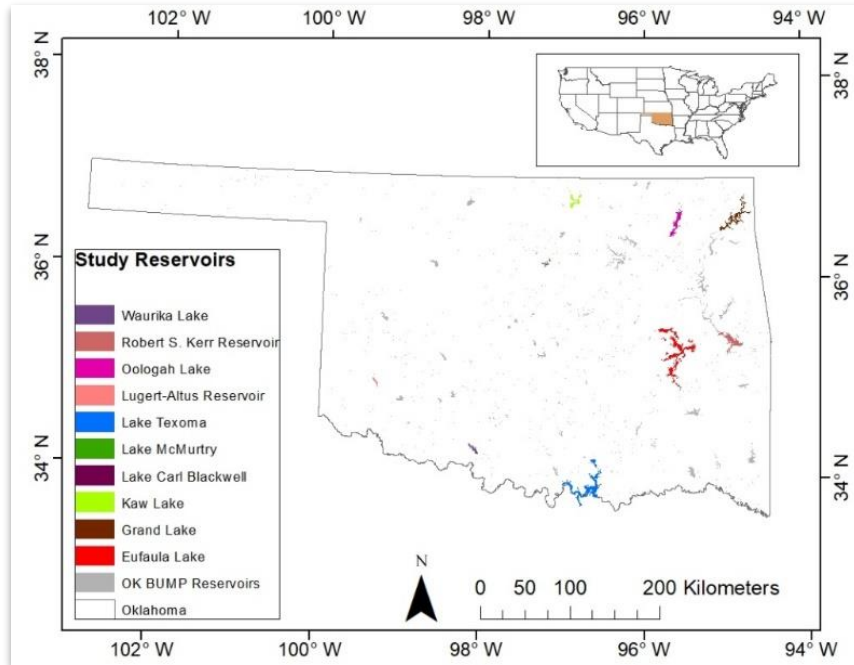 102° W
100° W
98° W
96° W
94° W
38° N
38° N
36° N
36° N
Study Reservoirs
Waurika Lake
Robert S. Kerr Reservoir
Oologah Lake
Lugert-Altus Reservoir
Lake Texoma
Lake McMurtry
Lake Carl Blackwell
Kaw Lake
Grand Lake
Eufaula Lake
OK BUMP Reservoirs
Oklahoma
34° N
34° N
N
0 50 100 200 Kilometers
102° W
100° W
98° W
96° W
94° W